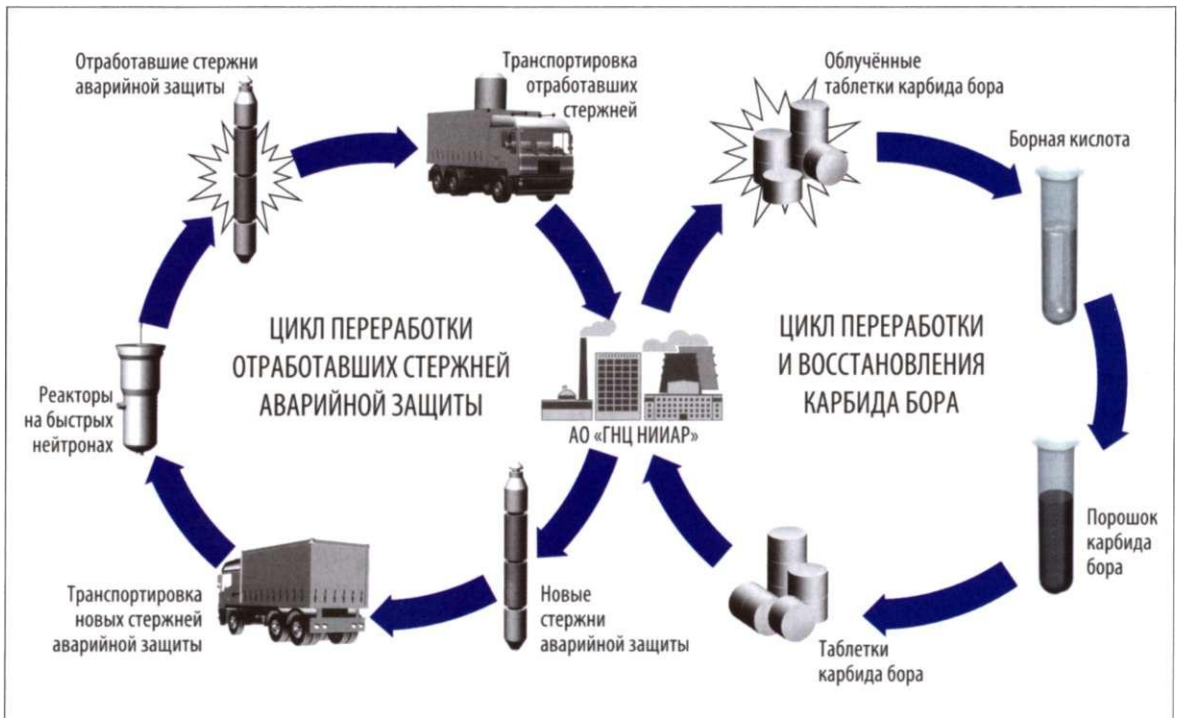 Отработавшие стержни
аварийной защиты
Транспортировка
отработавших
стержней
Облучённые
таблетки карбида бора
Борная кислота
ЦИКЛ ПЕРЕРАБОТКИ
ОТРАБОТАВШИХ СТЕРЖНЕЙ
АВАРИЙНОЙ ЗАЩИТЫ
ЦИКЛ ПЕРЕРАБОТКИ
И ВОССТАНОВЛЕНИЯ
КАРБИДА БОРА
Реакторы
на быстрых
нейтронах
АО «ГНЦ НИИАР»
Порошок
карбида
бора
Транспортировка
новых стержней
аварийной защиты
Новые
стержни
аварийной защиты
Таблетки
карбида бора